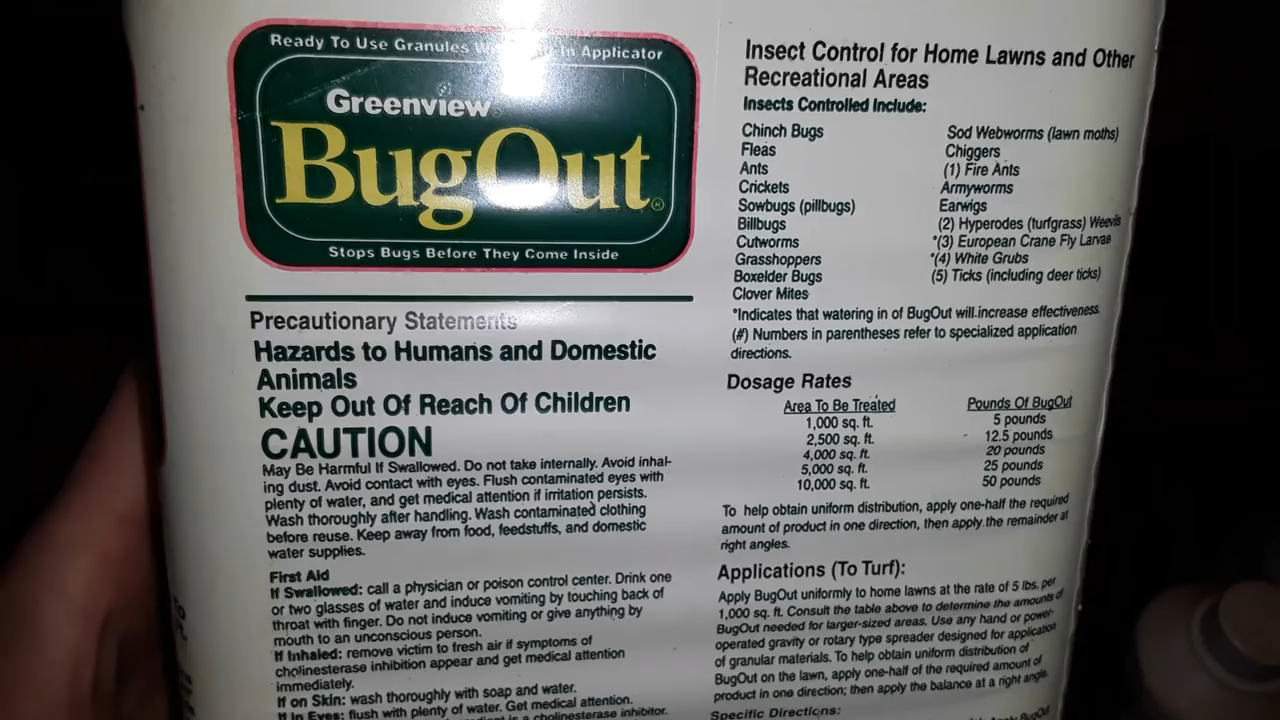 Ready To Use Granules In Applicator
Greenview
BugOut®
Stops Bugs Before They Come Inside
Precautionary Statements
Hazards to Humans and Domestic
Animals
Keep Out Of Reach Of Children
CAUTION
May Be Harmful If Swallowed. Do not take internally. Avoid inhal-
ing dust. Avoid contact with eyes. Flush contaminated eyes with
plenty of water, and get medical attention if irritation persists.
Wash thoroughly after handling. Wash contaminated clothing
before reuse. Keep away from food, feedstuffs, and domestic
water supplies.
First Aid
If Swallowed: call a physician or poison control center. Drink one
or two glasses of water and induce vomiting by touching back of
throat with finger. Do not induce vomiting or give anything by
mouth to an unconscious person.
If Inhaled: remove victim to fresh air if symptoms of
cholinesterase inhibition appear and get medical attention
immediately.
If on Skin: wash thoroughly with soap and water.
If In Eyes: flush with plenty of water. Get medical attention.
is a cholinesterase inhibitor.
Insect Control for Home Lawns and Other
Recreational Areas
Insects Controlled Include:
Chinch Bugs
Fleas
Ants
Crickets
Sowbugs (pillbugs)
Billbugs
Cutworms
Grasshoppers
Boxelder Bugs
Clover Mites
Sod Webworms (lawn moths)
Chiggers
(1) Fire Ants
Armyworms
Earwigs
(2) Hyperodes (turfgrass) Weevils
*(3) European Crane Fly Larvae
*(4) White Grubs
(5) Ticks (including deer ticks)
*Indicates that watering in of BugOut will increase effectiveness.
(#) Numbers in parentheses refer to specialized application
directions.
Dosage Rates
Area To Be Treated Pounds Of BugOut
1,000 sq. ft. 5 pounds
2,500 sq. ft. 12.5 pounds
4,000 sq. ft. 20 pounds
5,000 sq. ft. 25 pounds
10,000 sq. ft. 50 pounds
To help obtain uniform distribution, apply one-half the required
amount of product in one direction, then apply the remainder at
right angles.
Applications (To Turf):
Apply BugOut uniformly to home lawns at the rate of 5 lbs. per
1,000 sq. ft. Consult the table above to determine the amounts of
BugOut needed for larger-sized areas. Use any hand or power-
operated gravity or rotary type spreader designed for application
of granular materials. To help obtain uniform distribution of
BugOut on the lawn, apply one-half of the required amount of
product in one direction; then apply the balance at a right angle.
Specific Directions:
BugOut